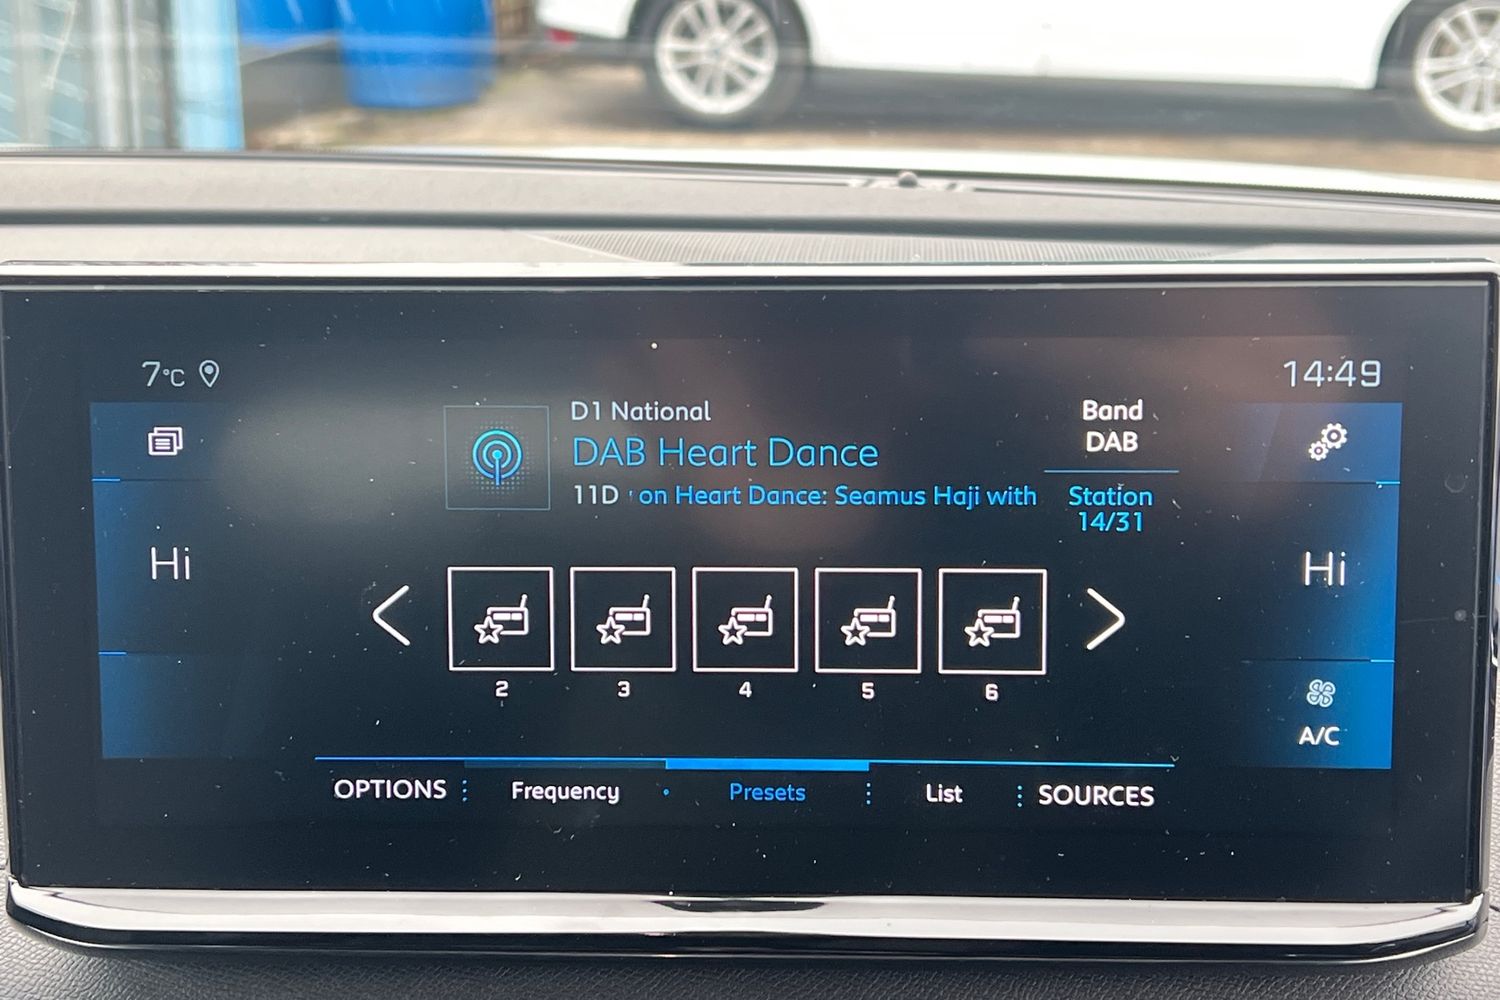 7°C
14:49
D1 National
DAB Heart Dance
11D on Heart Dance: Seamus Haji with
Band
DAB
Station
14/31
Hi
Hi
2 3 4 5 6
A/C
OPTIONS Frequency Presets List SOURCES